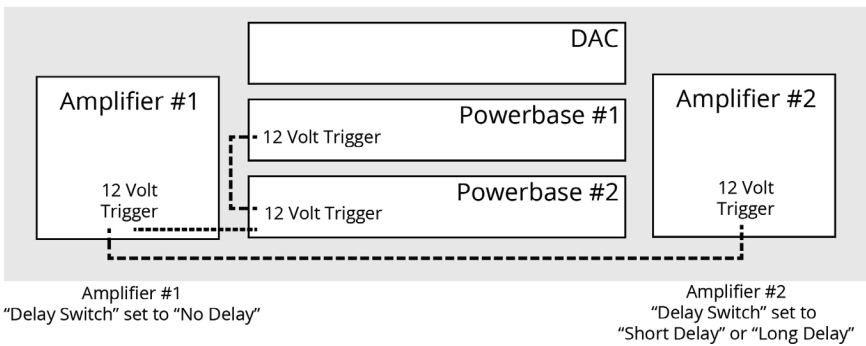 DAC
Amplifier #1
Powerbase #1
12 Volt Trigger
Amplifier #2
Powerbase #2
12 Volt
Trigger
12 Volt Trigger
12 Volt
Trigger
Amplifier #1
“Delay Switch” set to “No Delay”
Amplifier #2
“Delay Switch” set to
“Short Delay” or “Long Delay”